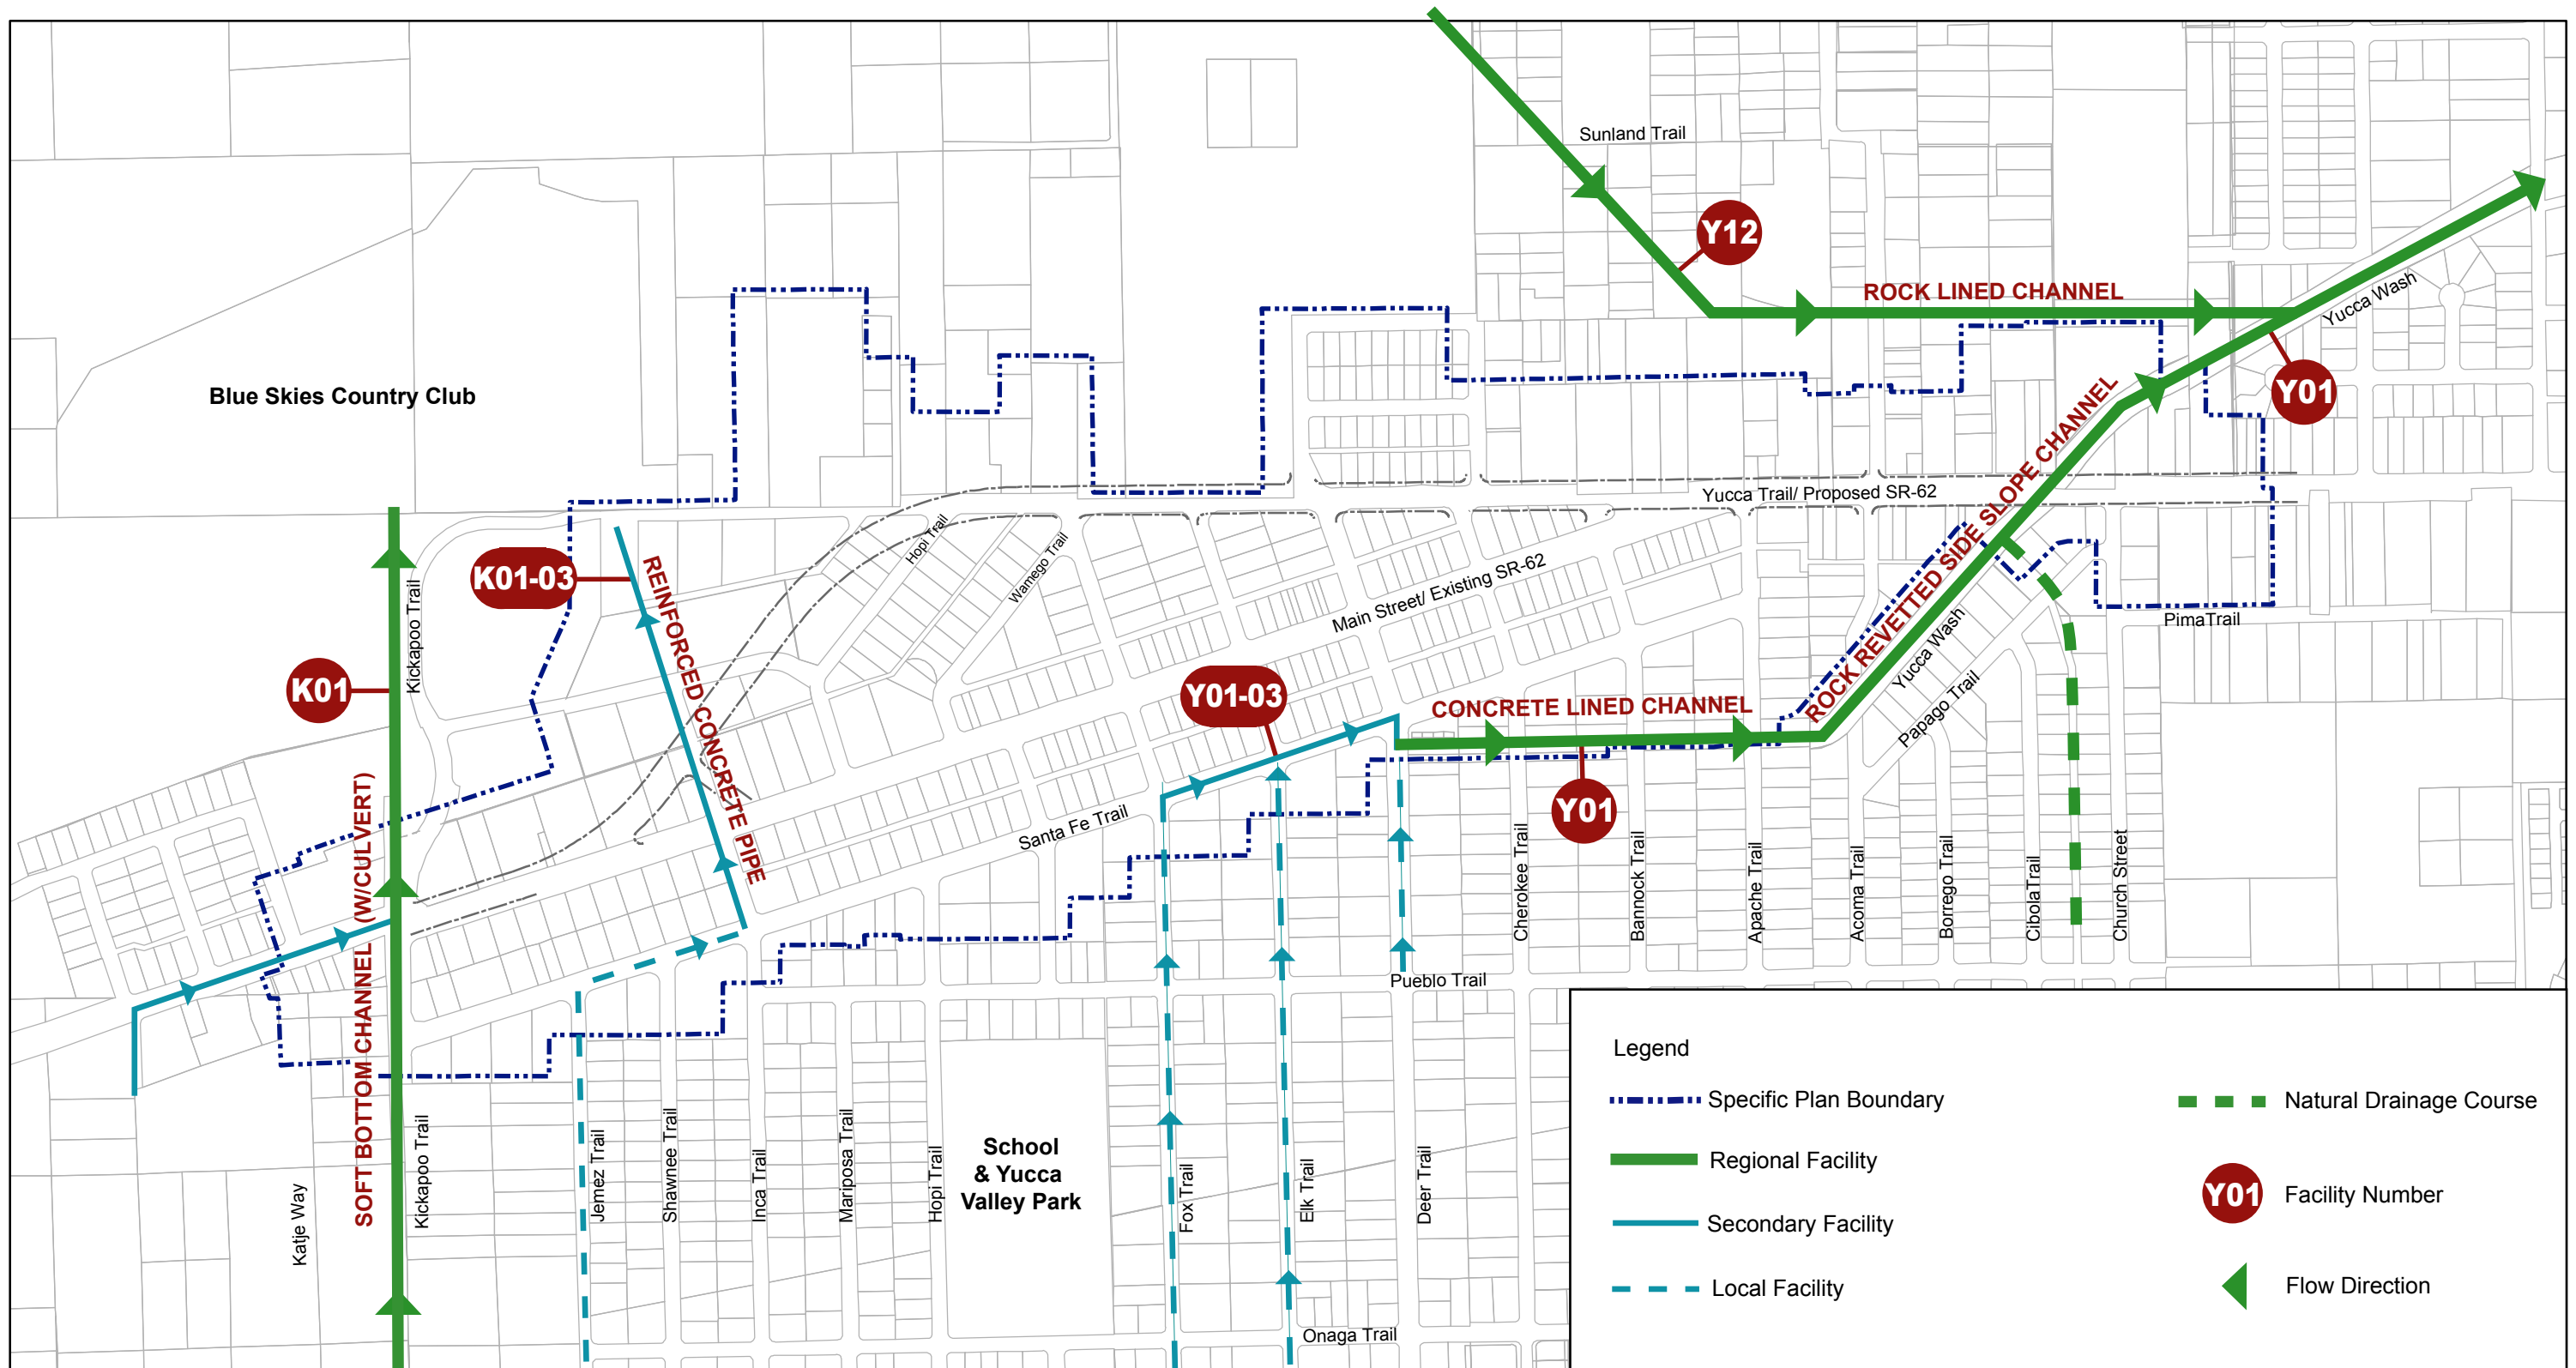 Sunland Trail
Y12
ROCK LINED CHANNEL
Yucca Wash
Blue Skies Country Club
Y01
ROCK REVETTED SIDE SLOPE CHANNEL
Yucca Trail/ Proposed SR-62
Hopi Trail
Wamego Trail
K01-03
REINFORCED CONCRETE PIPE
Kickapoo Trail
Main Street/ Existing SR-62
PimaTrail
K01
Y01-03
CONCRETE LINED CHANNEL
Yucca Wash
Papago Trail
Y01
Santa Fe Trail
SOFT BOTTOM CHANNEL (W/CULVERT)
Cherokee Trail
Bannock Trail
Apache Trail
Acoma Trail
Borrego Trail
CibolaTrail
Church Street
Pueblo Trail
Katje Way
Kickapoo Trail
Jemez Trail
Shawnee Trail
Inca Trail
Mariposa Trail
Hopi Trail
School
& Yucca
Valley Park
Fox Trail
Elk Trail
Deer Trail
Onaga Trail
Legend
Specific Plan Boundary
Regional Facility
Secondary Facility
Local Facility
Natural Drainage Course
Y01
Facility Number
Flow Direction